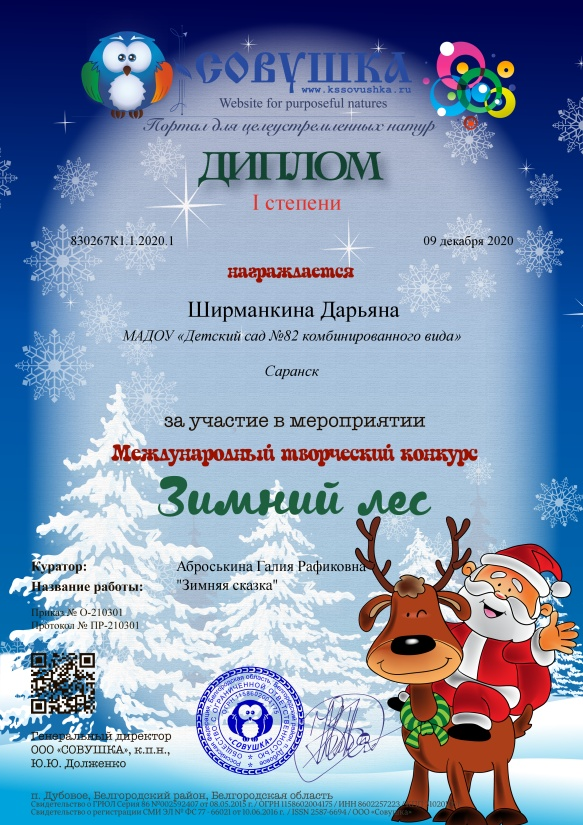 СОВУШКА
www.kssovushka.ru
Website for purposeful natures
Портал для целеустремленных натур
ДИПЛОМ
I степени
830267К1.1.2020.1
09 декабря 2020
награждается
Ширманкина Дарьяна
МАДОУ «Детский сад №82 комбинированного вида»
Саранск
за участие в мероприятии
Международный творческий конкурс
Зимний лес
Куратор: Аброськина Галия Рафиковна
Название работы: "Зимняя сказка"
Приказ № О-210301
Протокол № ПР-210301
Генеральный директор
ООО «СОВУШКА», к.п.н.,
Ю.Ю. Долженко
«СОВУШКА»
п. Дубовое, Белгородский район, Белгородская область
Свидетельство о ГРЮЛ Серия 86 №002592407 от 08.05.2015 г. / ОГРН 1158602004175 / ИНН 8602257223
Свидетельство о регистрации СМИ ЭЛ № ФС 77 - 66021 от 10.06.2016 г. / ISSN 2587-6694 / ООО «Совушка»